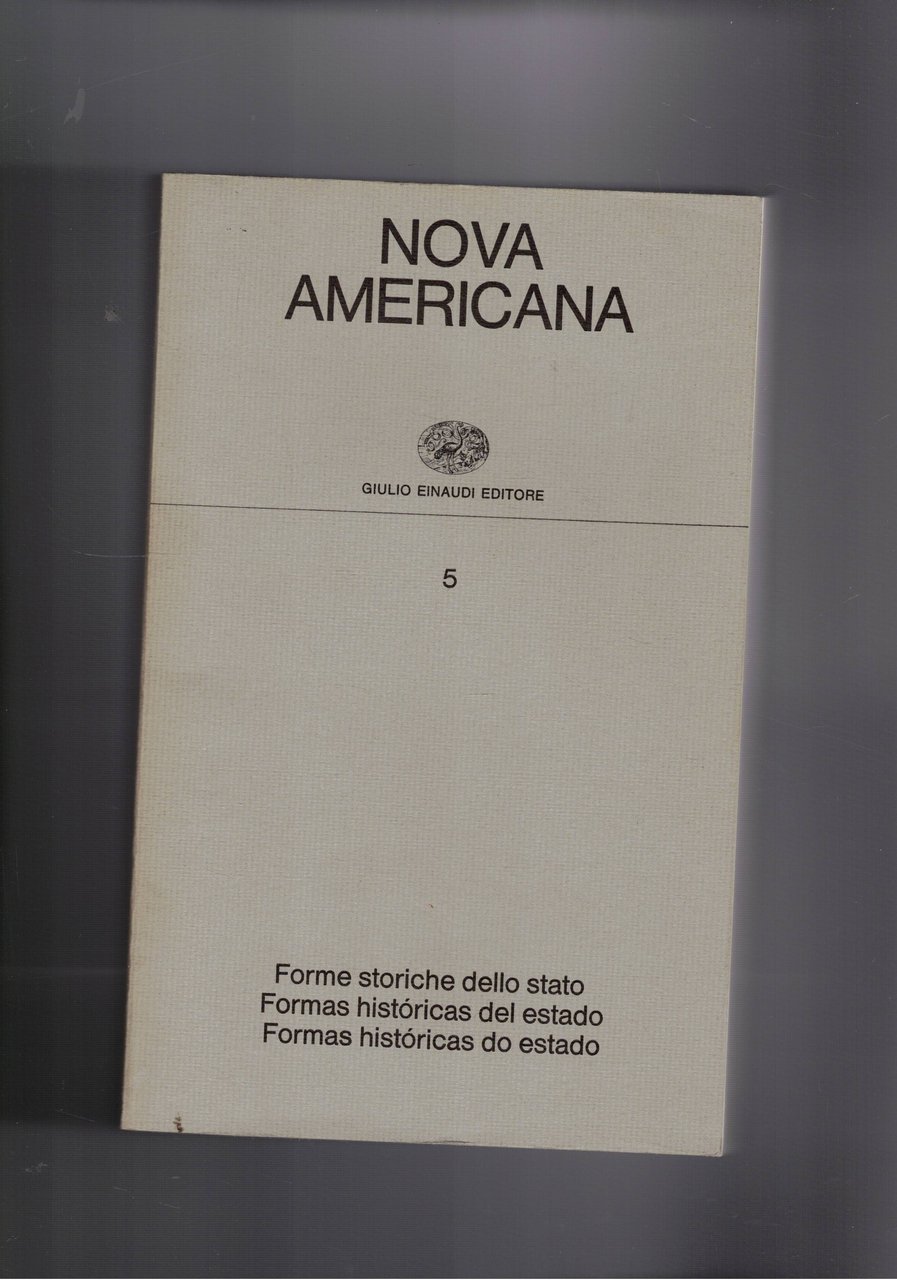 NOVA
AMERICANA
GIULIO EINAUDI EDITORE
5
Forme storiche dello stato
Formas históricas del estado
Formas históricas do estado